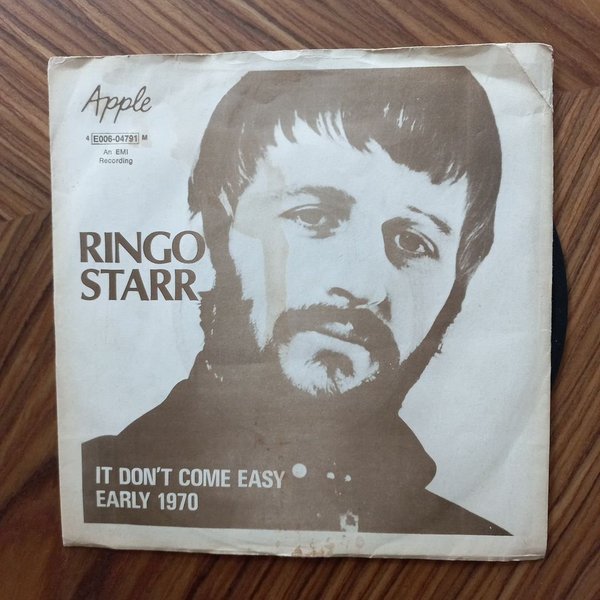 Apple
4 E006-04791 M
An EMI
Recording
RINGO
STARR
IT DON'T COME EASY
EARLY 1970